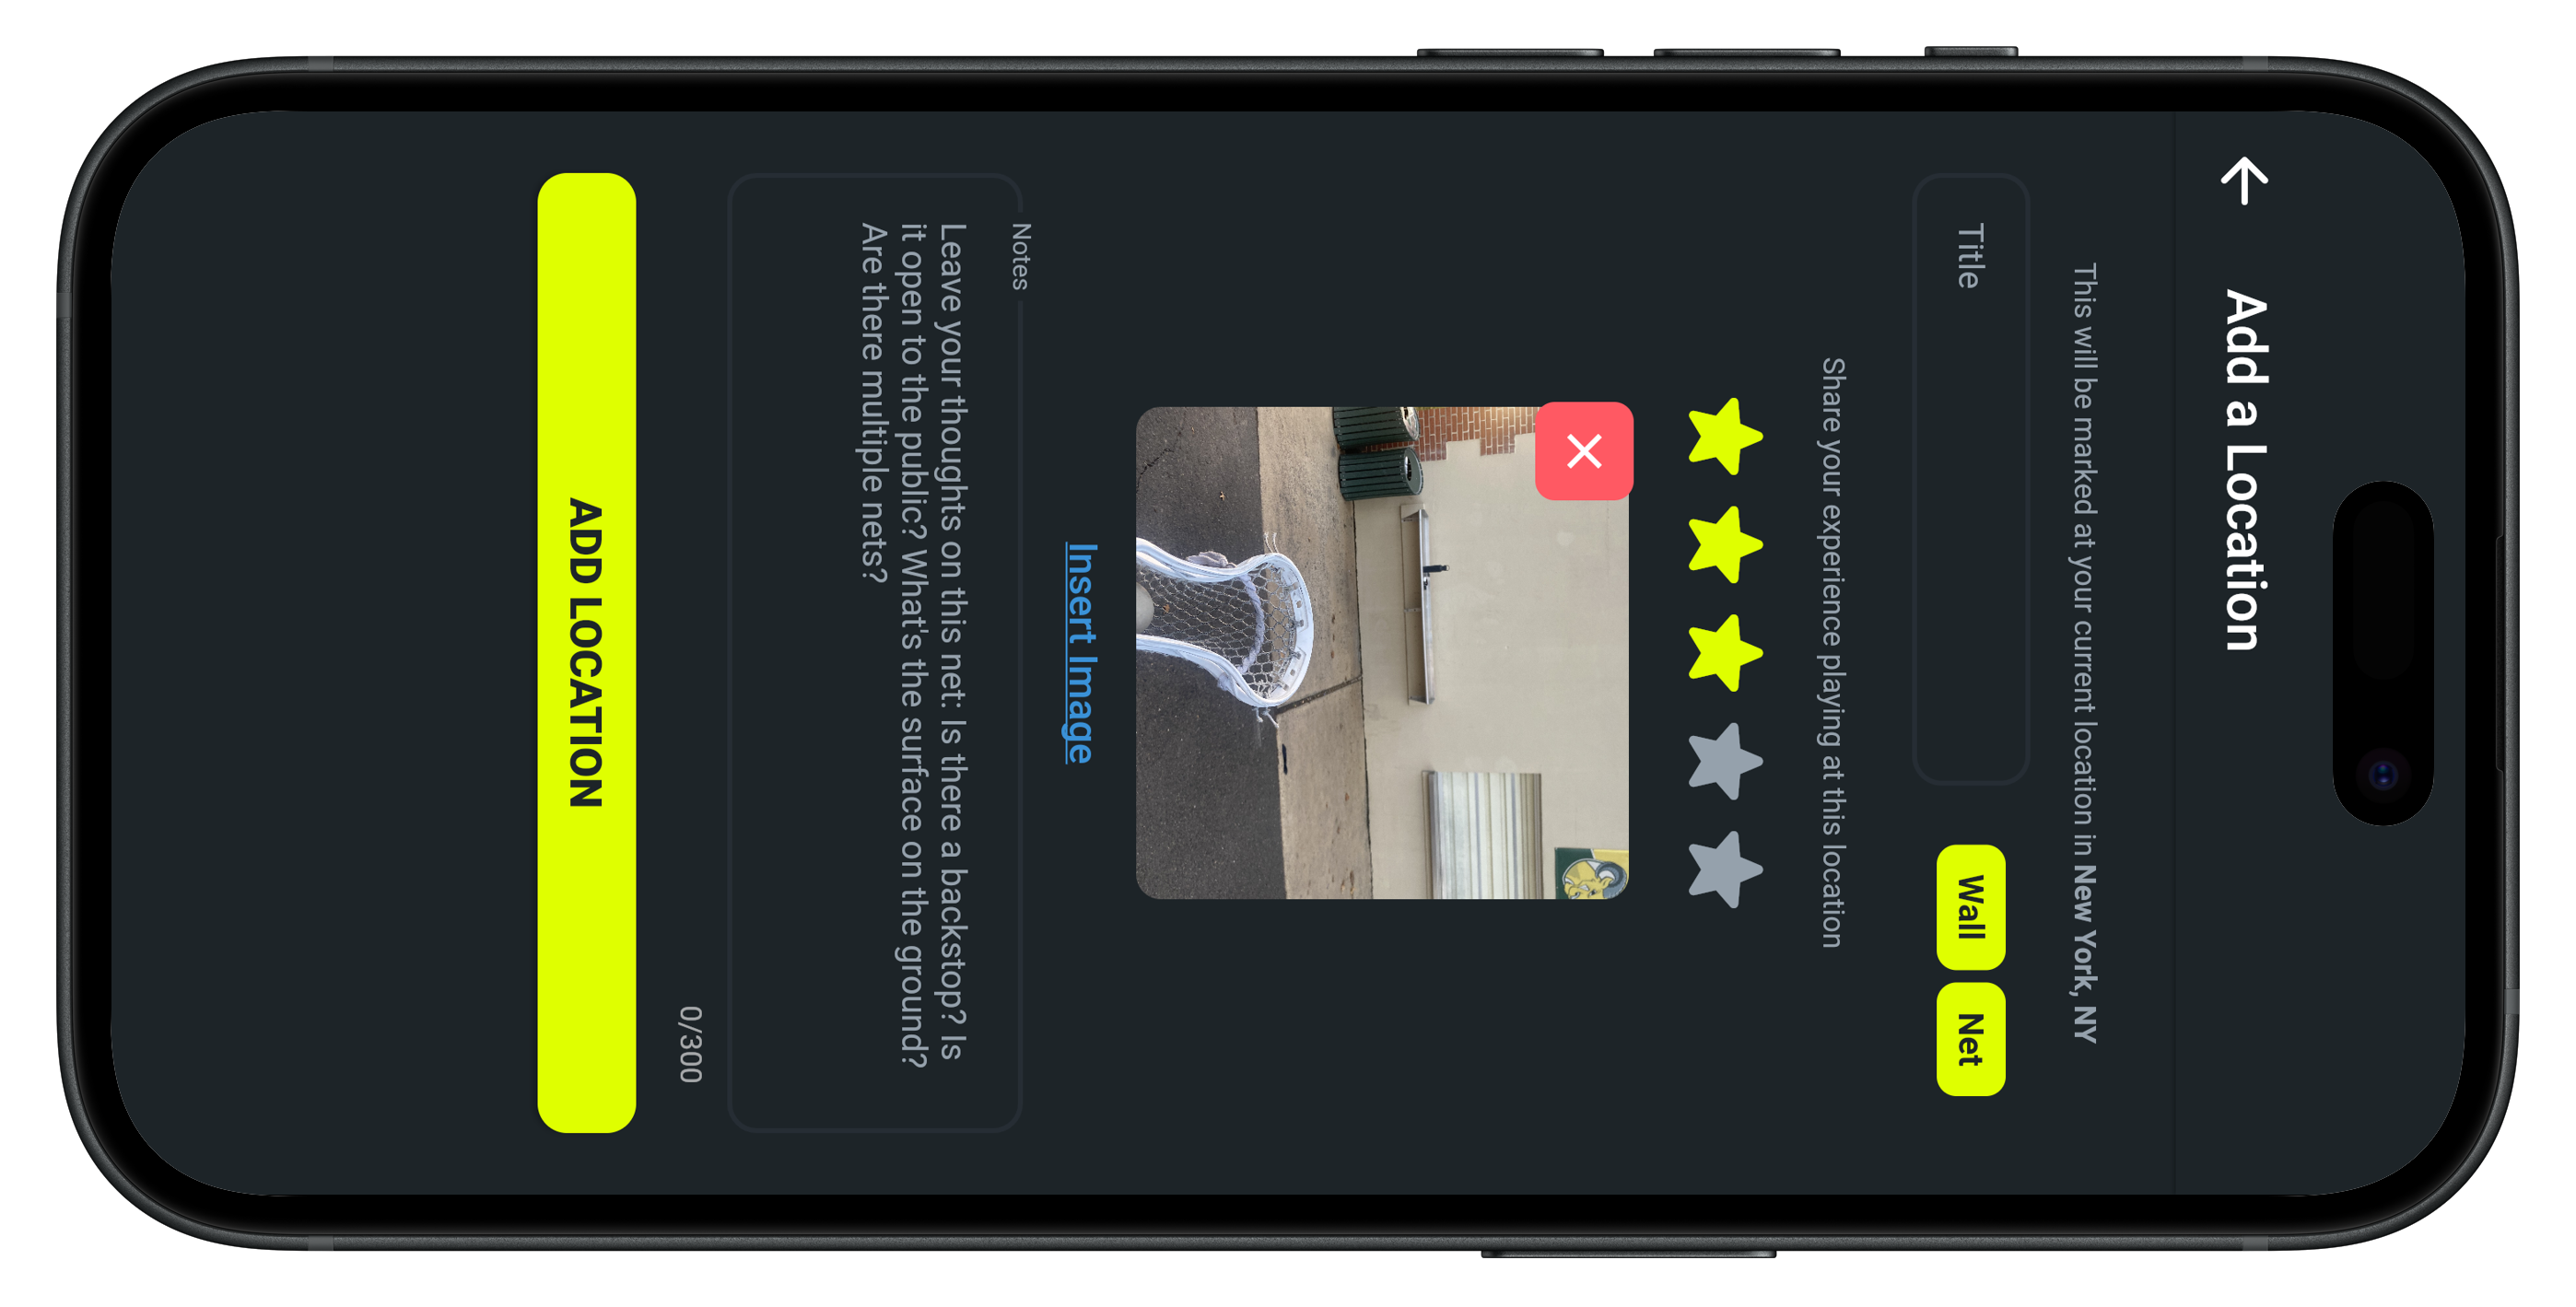 Add a Location
This will be marked at your current location in New York, NY
Title
Wall
Net
Share your experience playing at this location
Insert Image
Notes
Leave your thoughts on this net: Is there a backstop? Is
it open to the public? What's the surface on the ground?
Are there multiple nets?
0/300
ADD LOCATION